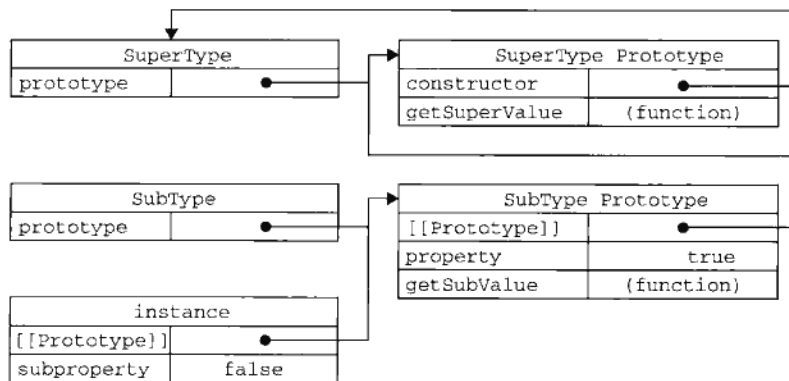 SuperType
prototype
SuperType Prototype
constructor
getSuperValue (function)
SubType
prototype
SubType Prototype
[[Prototype]]
property true
getSubValue (function)
instance
[[Prototype]]
subproperty false